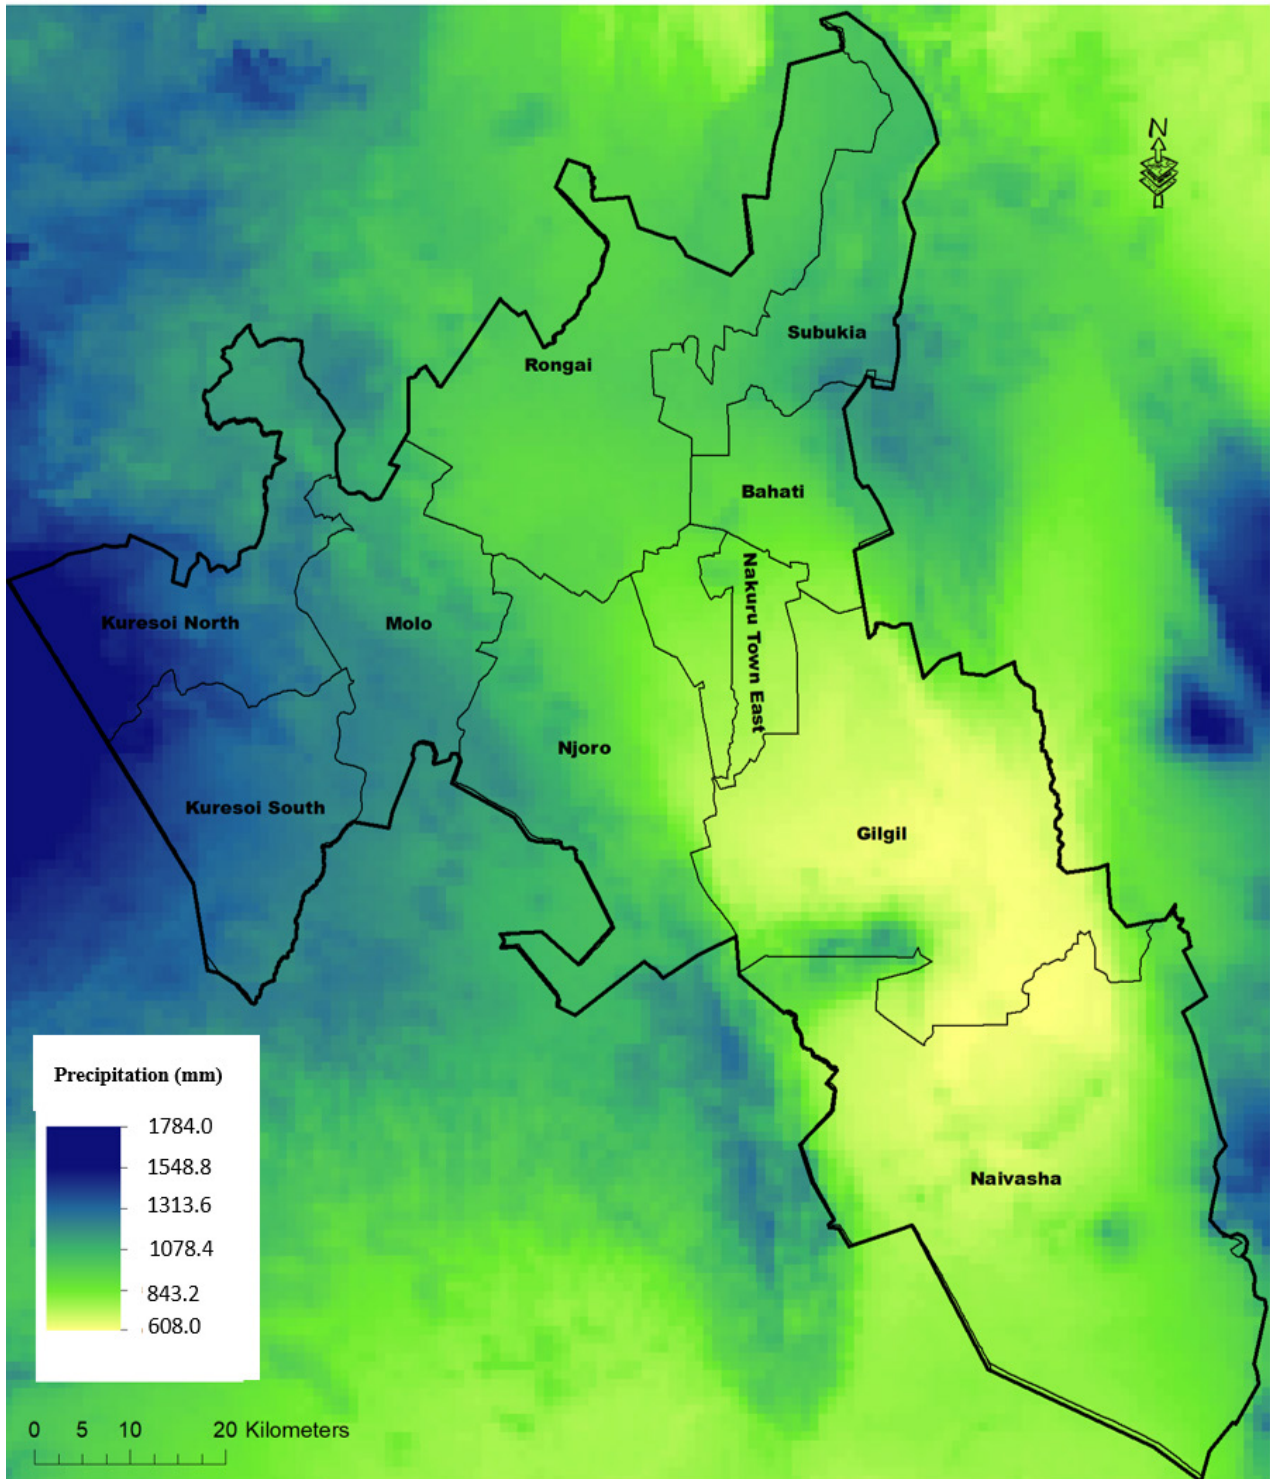 N
Subukia
Rongai
Bahati
Nakuru Town East
Kuresoi North
Molo
Njoro
Kuresoi South
Gilgil
Naivasha
Precipitation (mm)
1784.0
1548.8
1313.6
1078.4
843.2
608.0
0 5 10 20 Kilometers